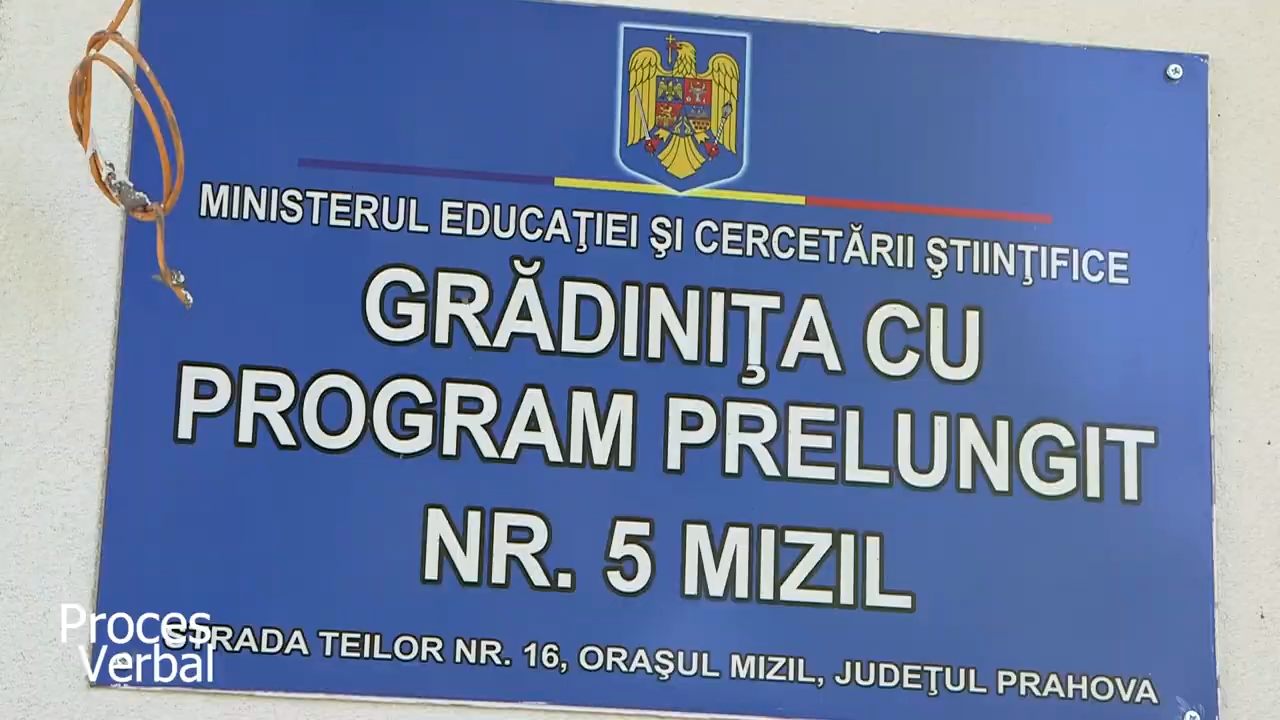 MINISTERUL EDUCAŢIEI ŞI CERCETĂRII ŞTIINŢIFICE
GRĂDINIŢA CU
PROGRAM PRELUNGIT
NR. 5 MIZIL
STRADA TEILOR NR. 16, ORAŞUL MIZIL, JUDEŢUL PRAHOVA
Proces
Verbal